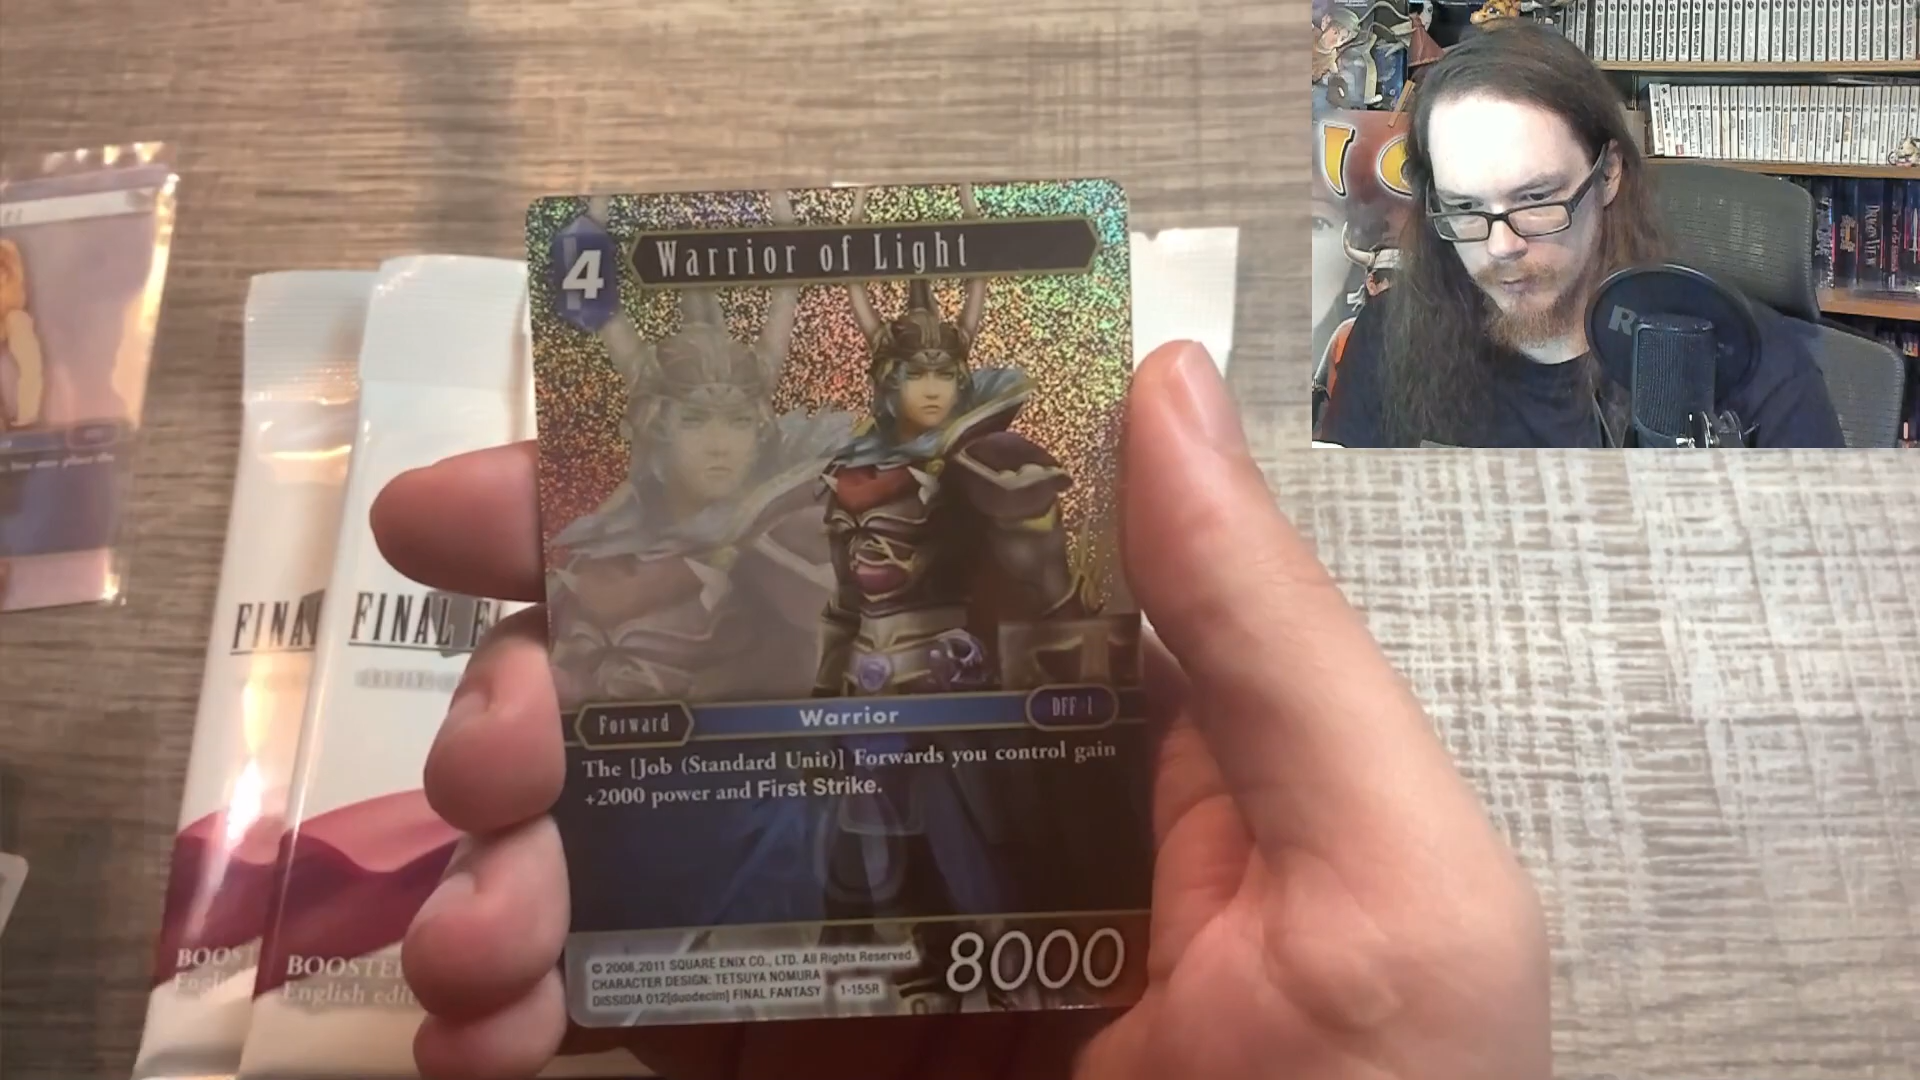 4
Warrior of Light
Forward
Warrior
DFF·I
The [Job (Standard Unit)] Forwards you control gain
+2000 power and First Strike.
8000
© 2008,2011 SQUARE ENIX CO., LTD. All Rights Reserved.
CHARACTER DESIGN: TETSUYA NOMURA
DISSIDIA 012[duodecim] FINAL FANTASY
1-155R
FINAL
BOOST
Engli
FINAL F
BOOSTE
English edit
R